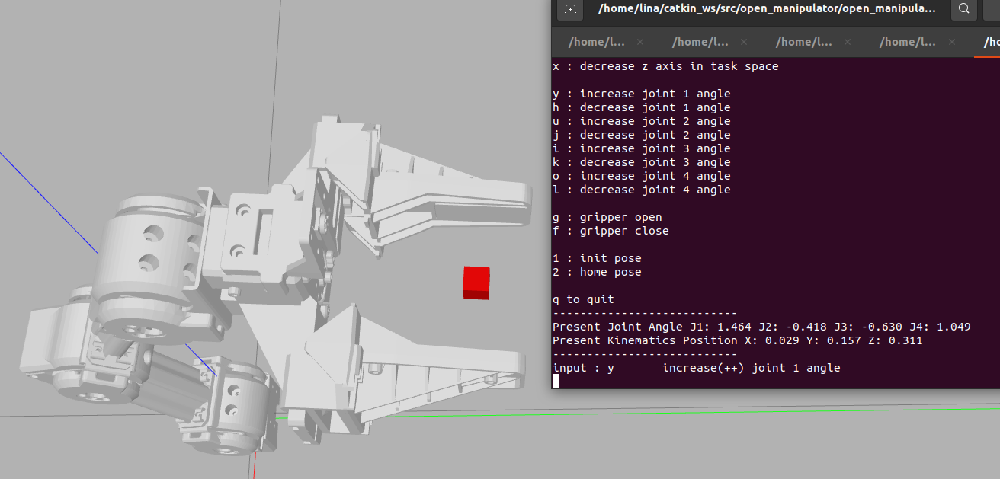 /home/lina/catkin_ws/src/open_manipulator/open_manipula...
/home/l... × /home/l... × /home/l... × /home/l... × /ho
x : decrease z axis in task space
y : increase joint 1 angle
h : decrease joint 1 angle
u : increase joint 2 angle
j : decrease joint 2 angle
i : increase joint 3 angle
k : decrease joint 3 angle
o : increase joint 4 angle
l : decrease joint 4 angle
g : gripper open
f : gripper close
1 : init pose
2 : home pose
q to quit
---------------------------
Present Joint Angle J1: 1.464 J2: -0.418 J3: -0.630 J4: 1.049
Present Kinematics Position X: 0.029 Y: 0.157 Z: 0.311
---------------------------
input : y       increase(++) joint 1 angle